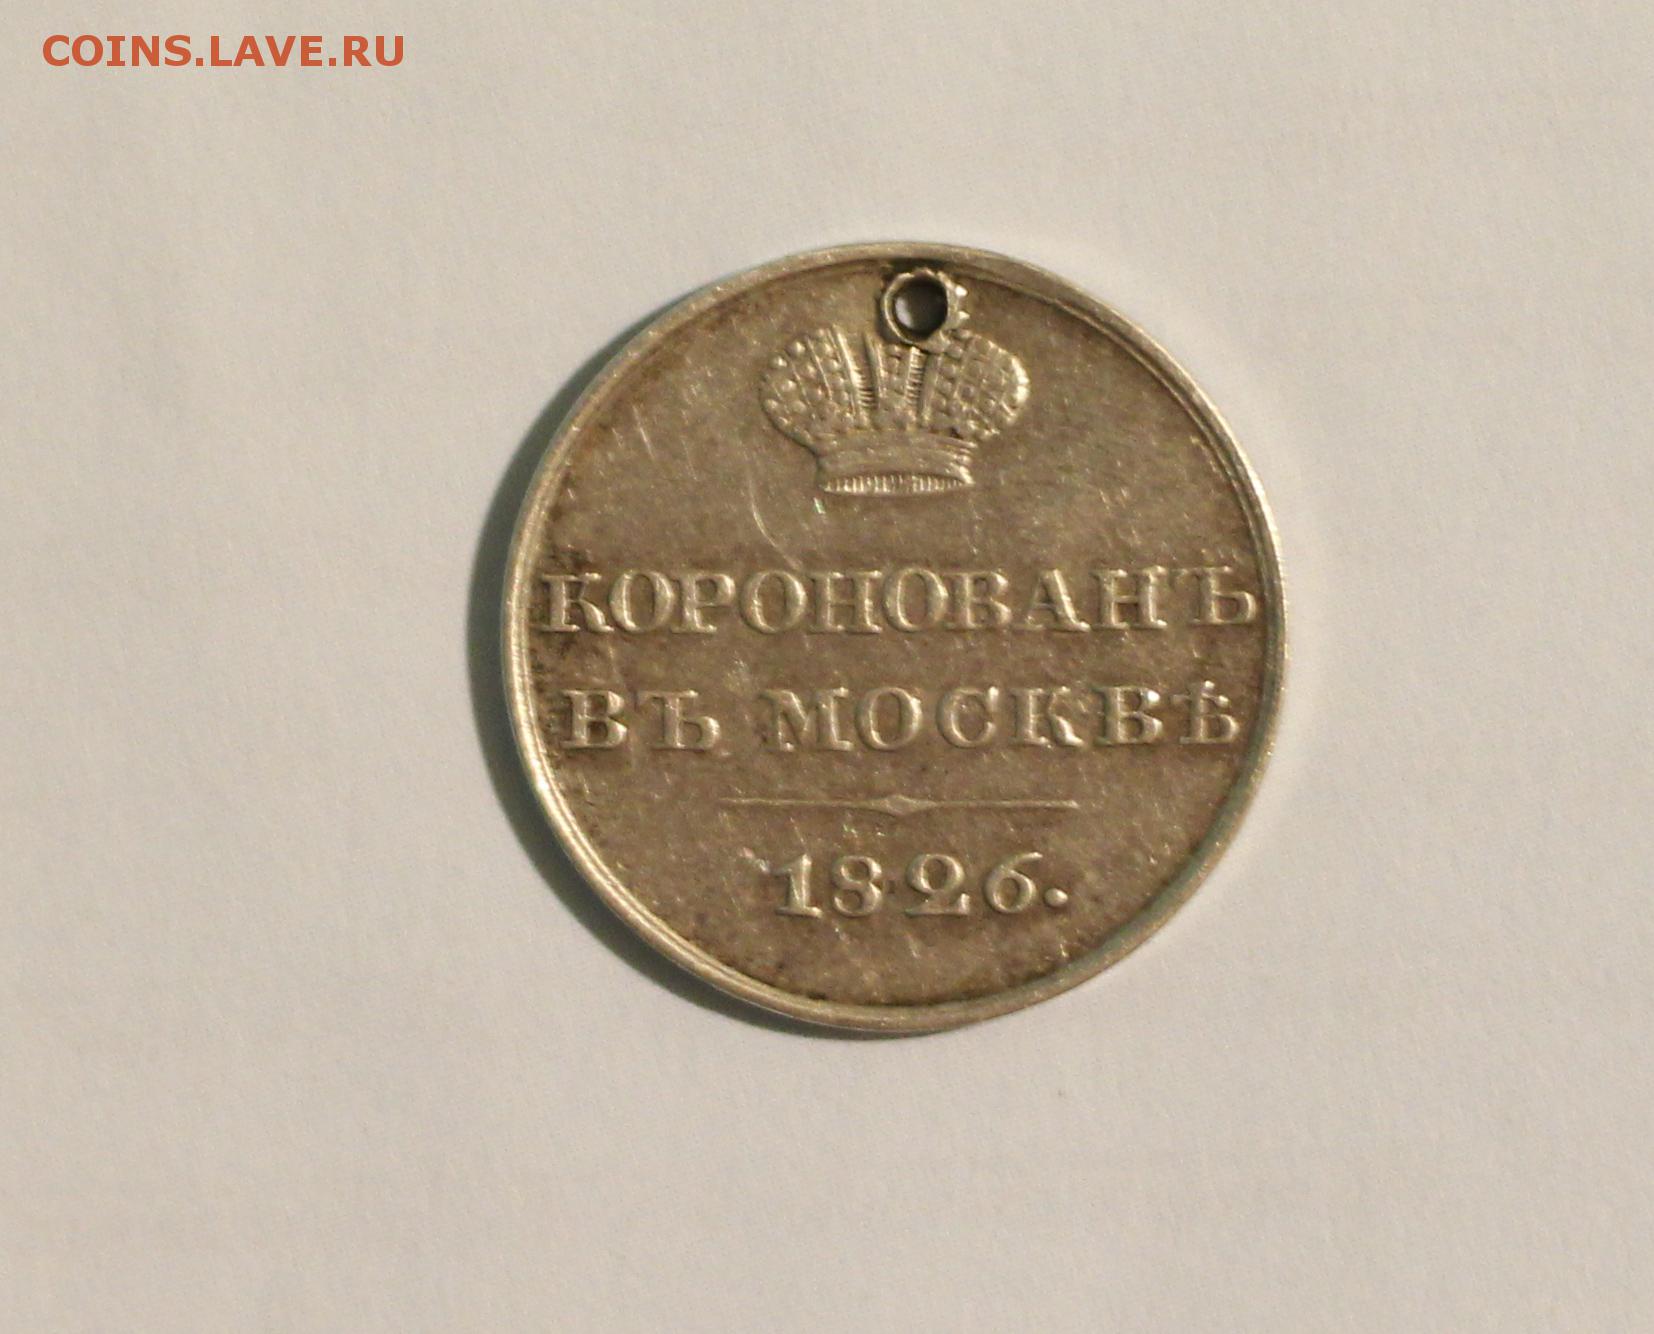 COINS.LAVE.RU
КОРОНОВАНЪ
ВЪ МОСКВѢ
1826.